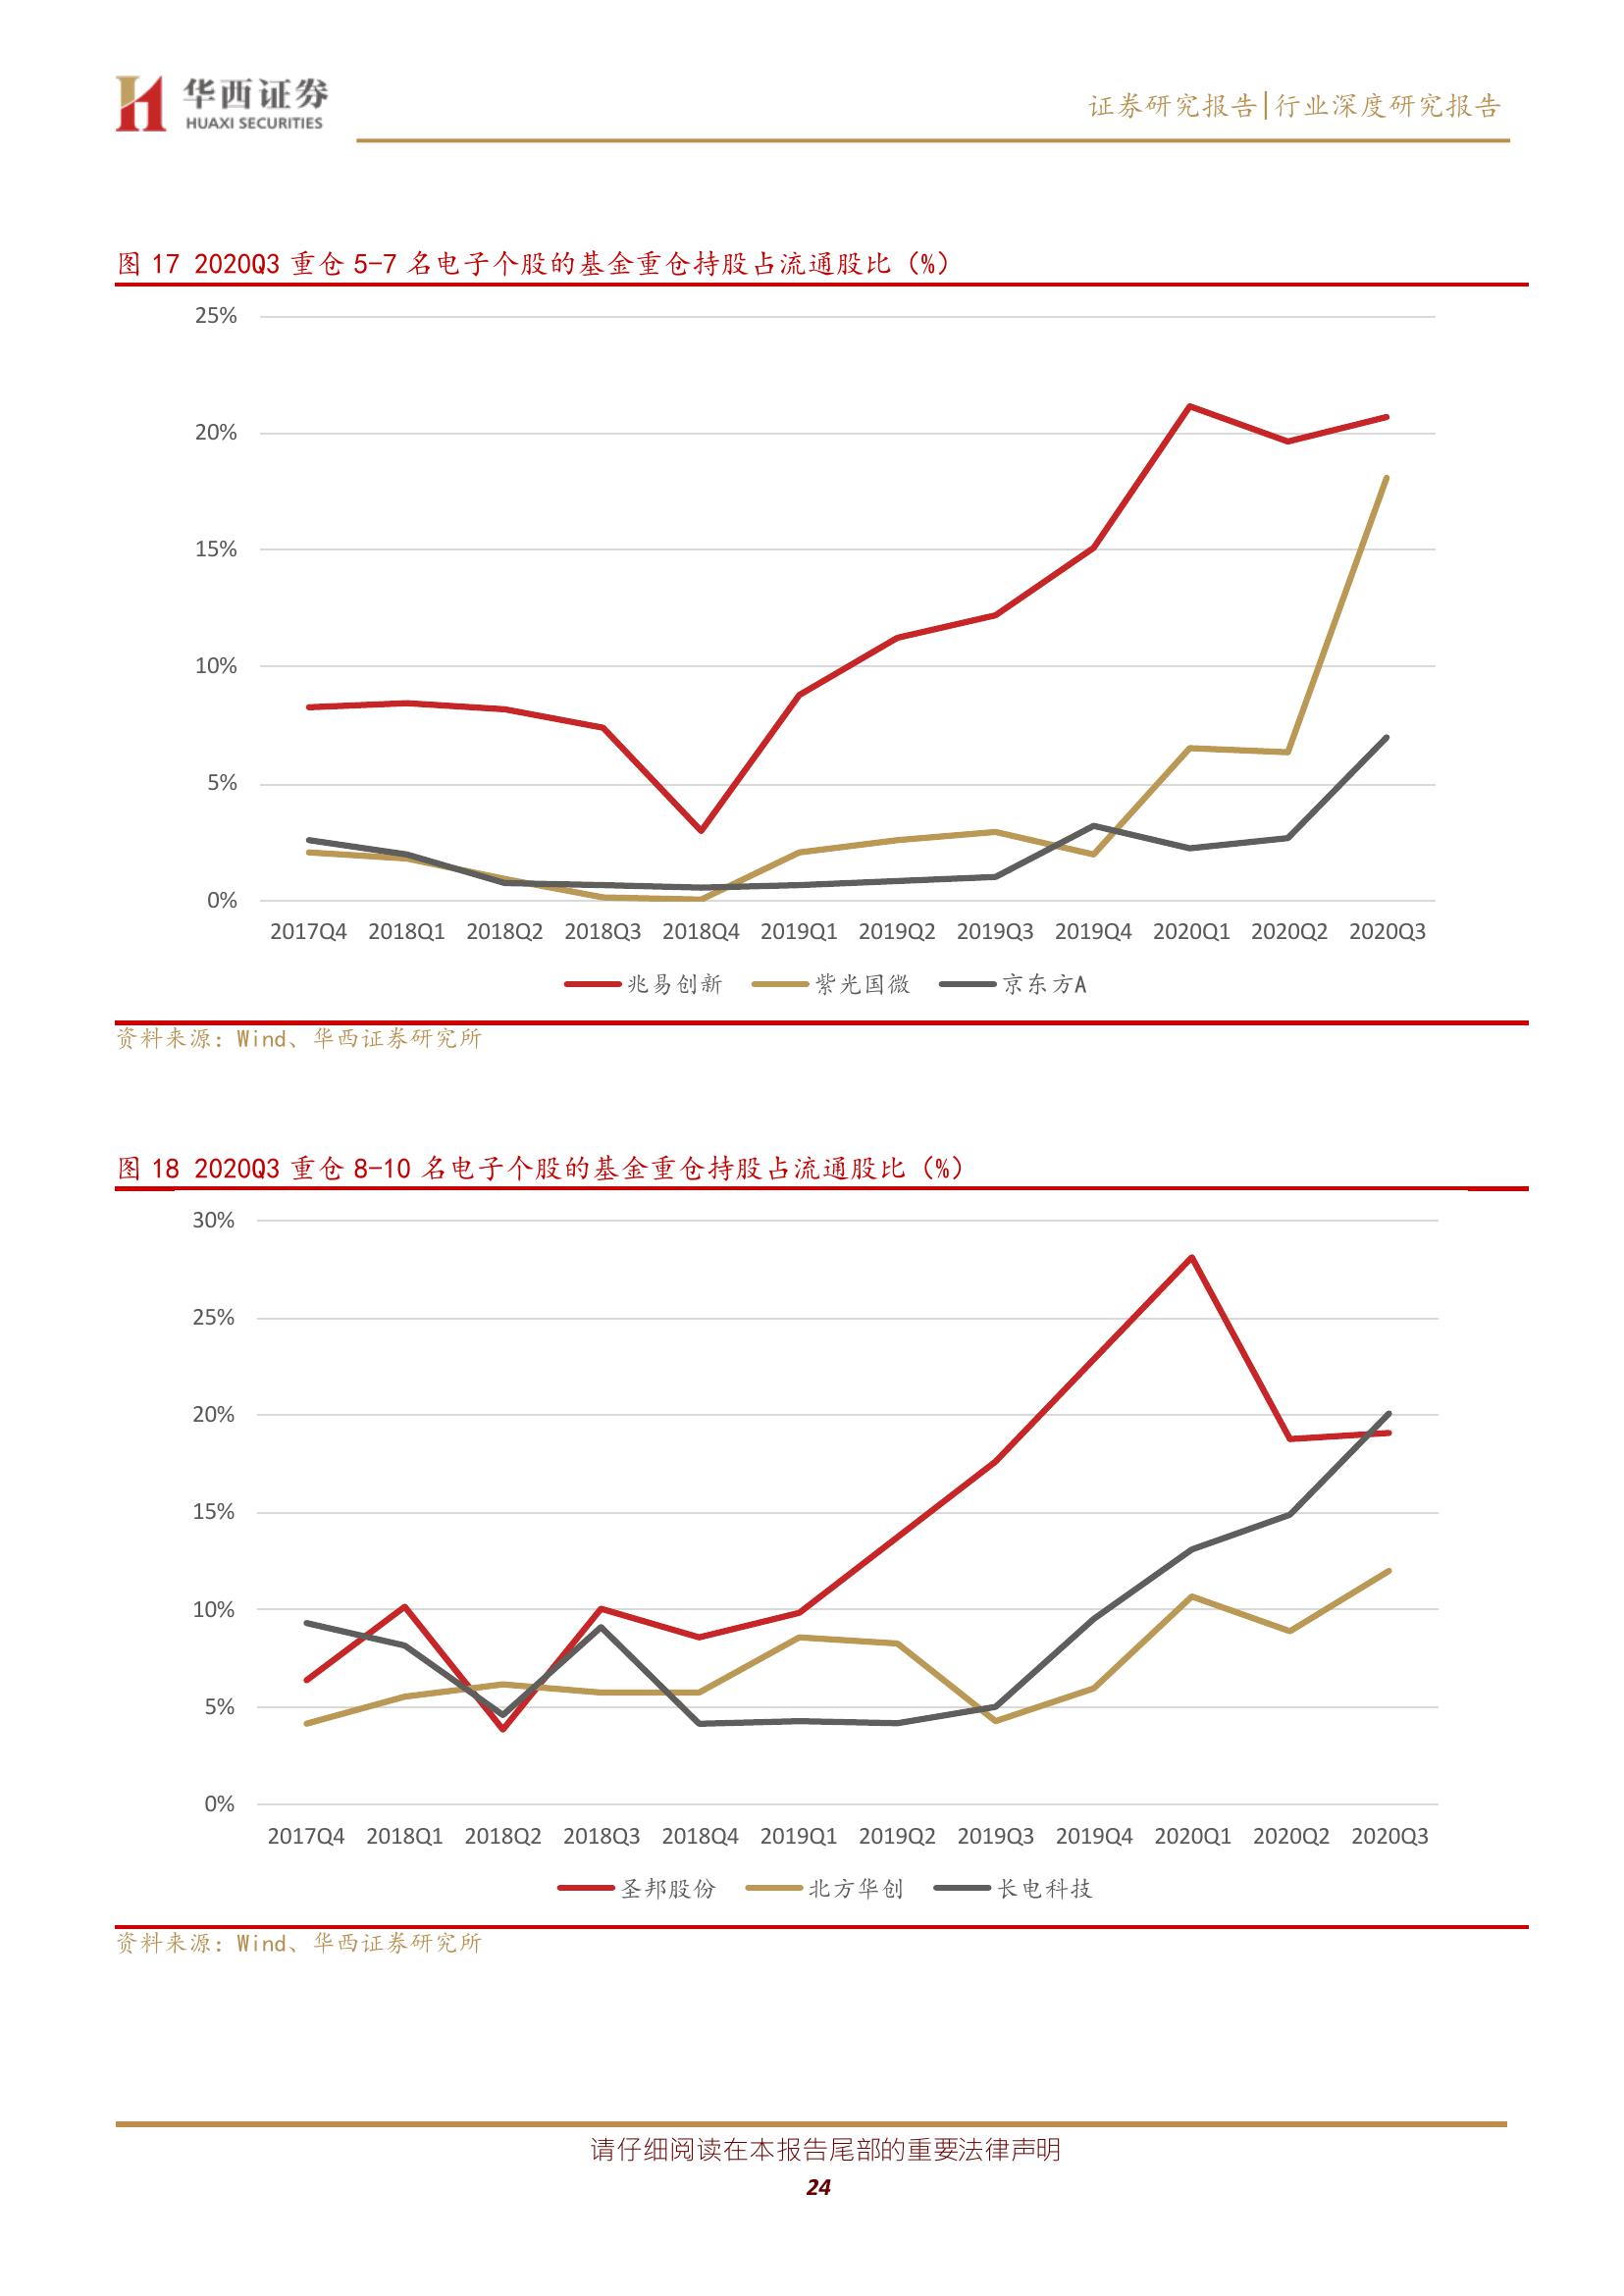 华西证券
HUAXI SECURITIES
证券研究报告|行业深度研究报告
图 17 2020Q3 重仓 5-7 名电子个股的基金重仓持股占流通股比（%）
25%
20%
15%
10%
5%
0%
2017Q4 2018Q1 2018Q2 2018Q3 2018Q4 2019Q1 2019Q2 2019Q3 2019Q4 2020Q1 2020Q2 2020Q3
兆易创新 紫光国微 京东方A
资料来源：Wind、华西证券研究所
图 18 2020Q3 重仓 8-10 名电子个股的基金重仓持股占流通股比（%）
30%
25%
20%
15%
10%
5%
0%
2017Q4 2018Q1 2018Q2 2018Q3 2018Q4 2019Q1 2019Q2 2019Q3 2019Q4 2020Q1 2020Q2 2020Q3
圣邦股份 北方华创 长电科技
资料来源：Wind、华西证券研究所
请仔细阅读在本报告尾部的重要法律声明
24